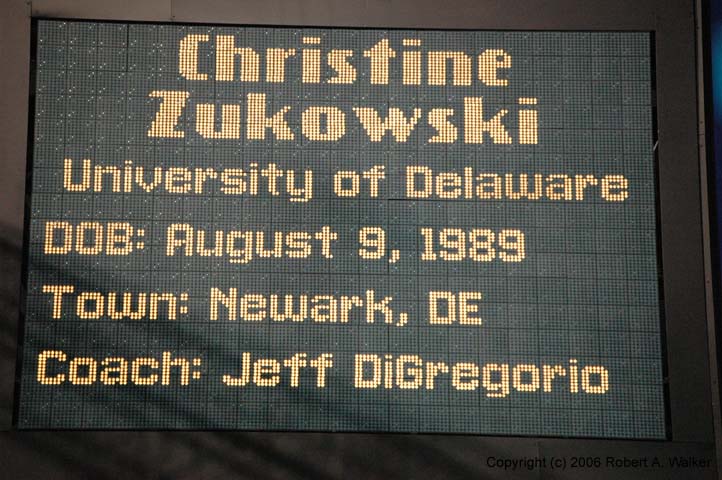 Christine
Zukowski
University of Delaware
DOB: August 9, 1989
Town: Newark, DE
Coach: Jeff DiGregorio
Copyright (c) 2006 Robert A. Walker